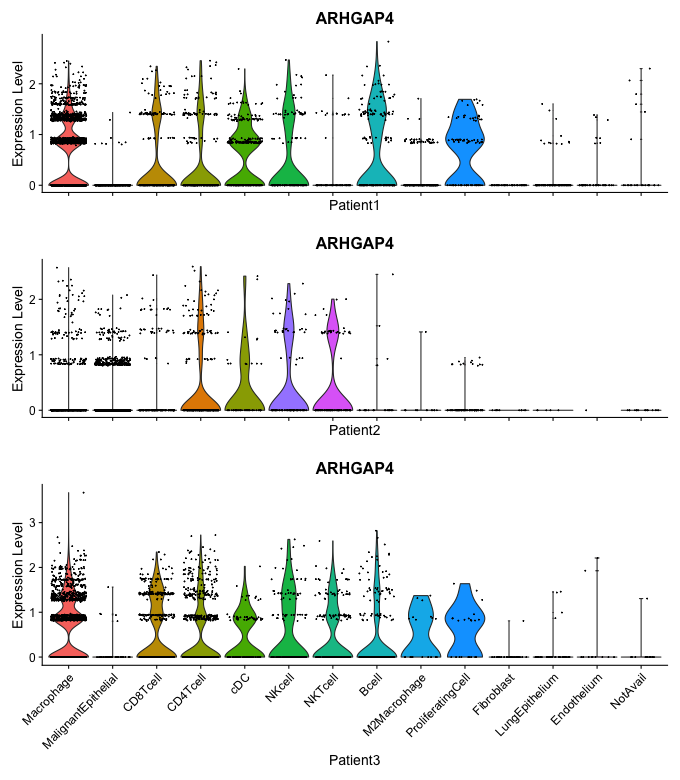 ARHGAP4
Expression Level
2
1
0
Patient1
ARHGAP4
Expression Level
2
1
0
Patient2
ARHGAP4
Expression Level
3
2
1
0
Macrophage
MalignantEpithelial
CD8Tcell
CD4Tcell
cDC
NKcell
NKTcell
Bcell
M2Macrophage
ProliferatingCell
Fibroblast
LungEpithelium
Endothelium
NotAvail
Patient3